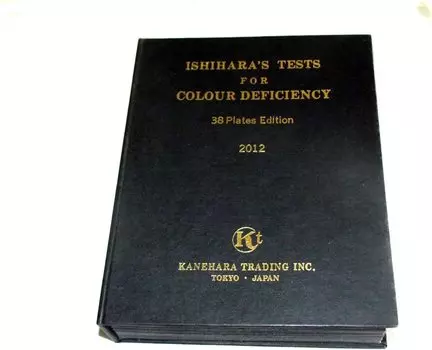 ISHIHARA'S TESTS
FOR
COLOUR DEFICIENCY
38 Plates Edition
2012
Kt
KANEHARA TRADING INC.
TOKYO • JAPAN